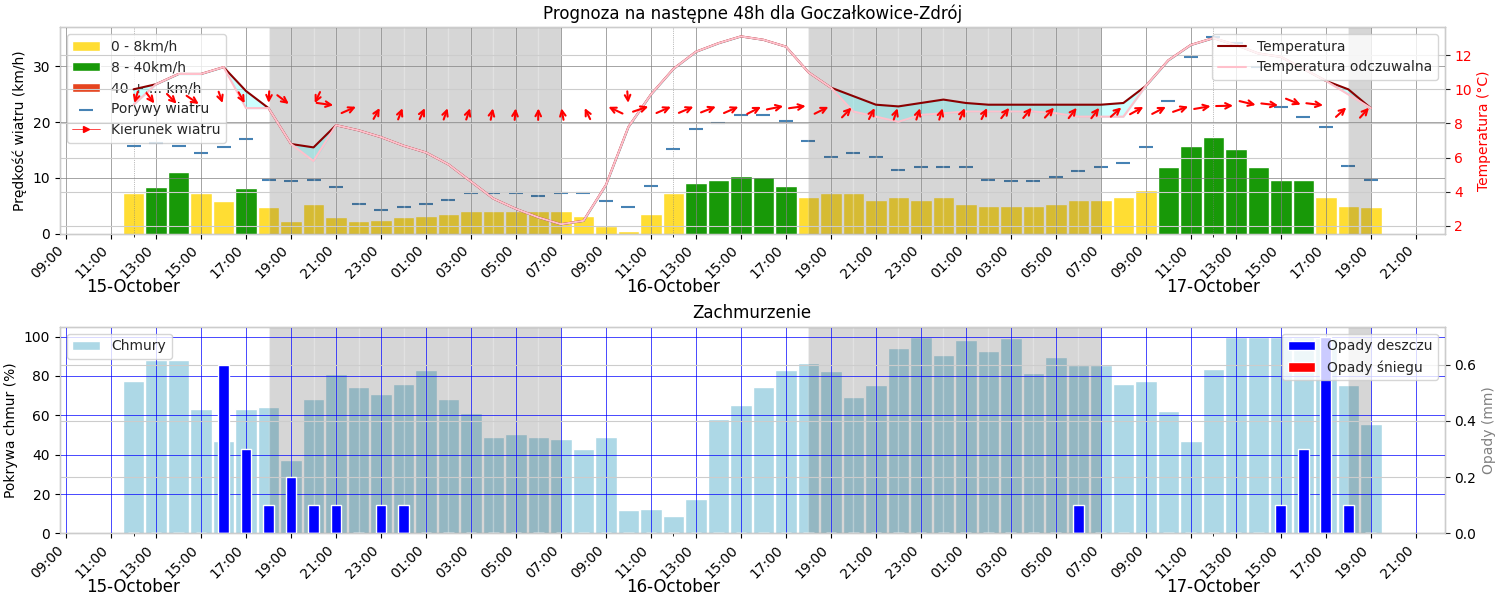 Prognoza na następne 48h dla Goczałkowice-Zdrój
Prędkość wiatru (km/h)
30
20
10
0
0 - 8km/h
8 - 40km/h
km/h
Porywy wiatru
Kierunek wiatru
Temperatura
Temperatura odczuwalna
12
10
8
6
4
2
Temperatura (°C)
09:00 11:00 13:00 15:00 17:00 19:00 21:00 23:00 01:00 03:00 05:00 07:00 09:00 11:00 13:00 15:00 17:00 19:00 21:00 23:00 01:00 03:00 05:00 07:00 09:00 11:00 13:00 15:00 17:00 19:00 21:00
15-October 16-October 17-October
Zachmurzenie
Pokrywa chmur (%)
100
80
60
40
20
0
Chmury
Opady deszczu
Opady śniegu
0.6
0.4
0.2
0.0
Opady (mm)
09:00 11:00 13:00 15:00 17:00 19:00 21:00 23:00 01:00 03:00 05:00 07:00 09:00 11:00 13:00 15:00 17:00 19:00 21:00 23:00 01:00 03:00 05:00 07:00 09:00 11:00 13:00 15:00 17:00 19:00 21:00
15-October 16-October 17-October